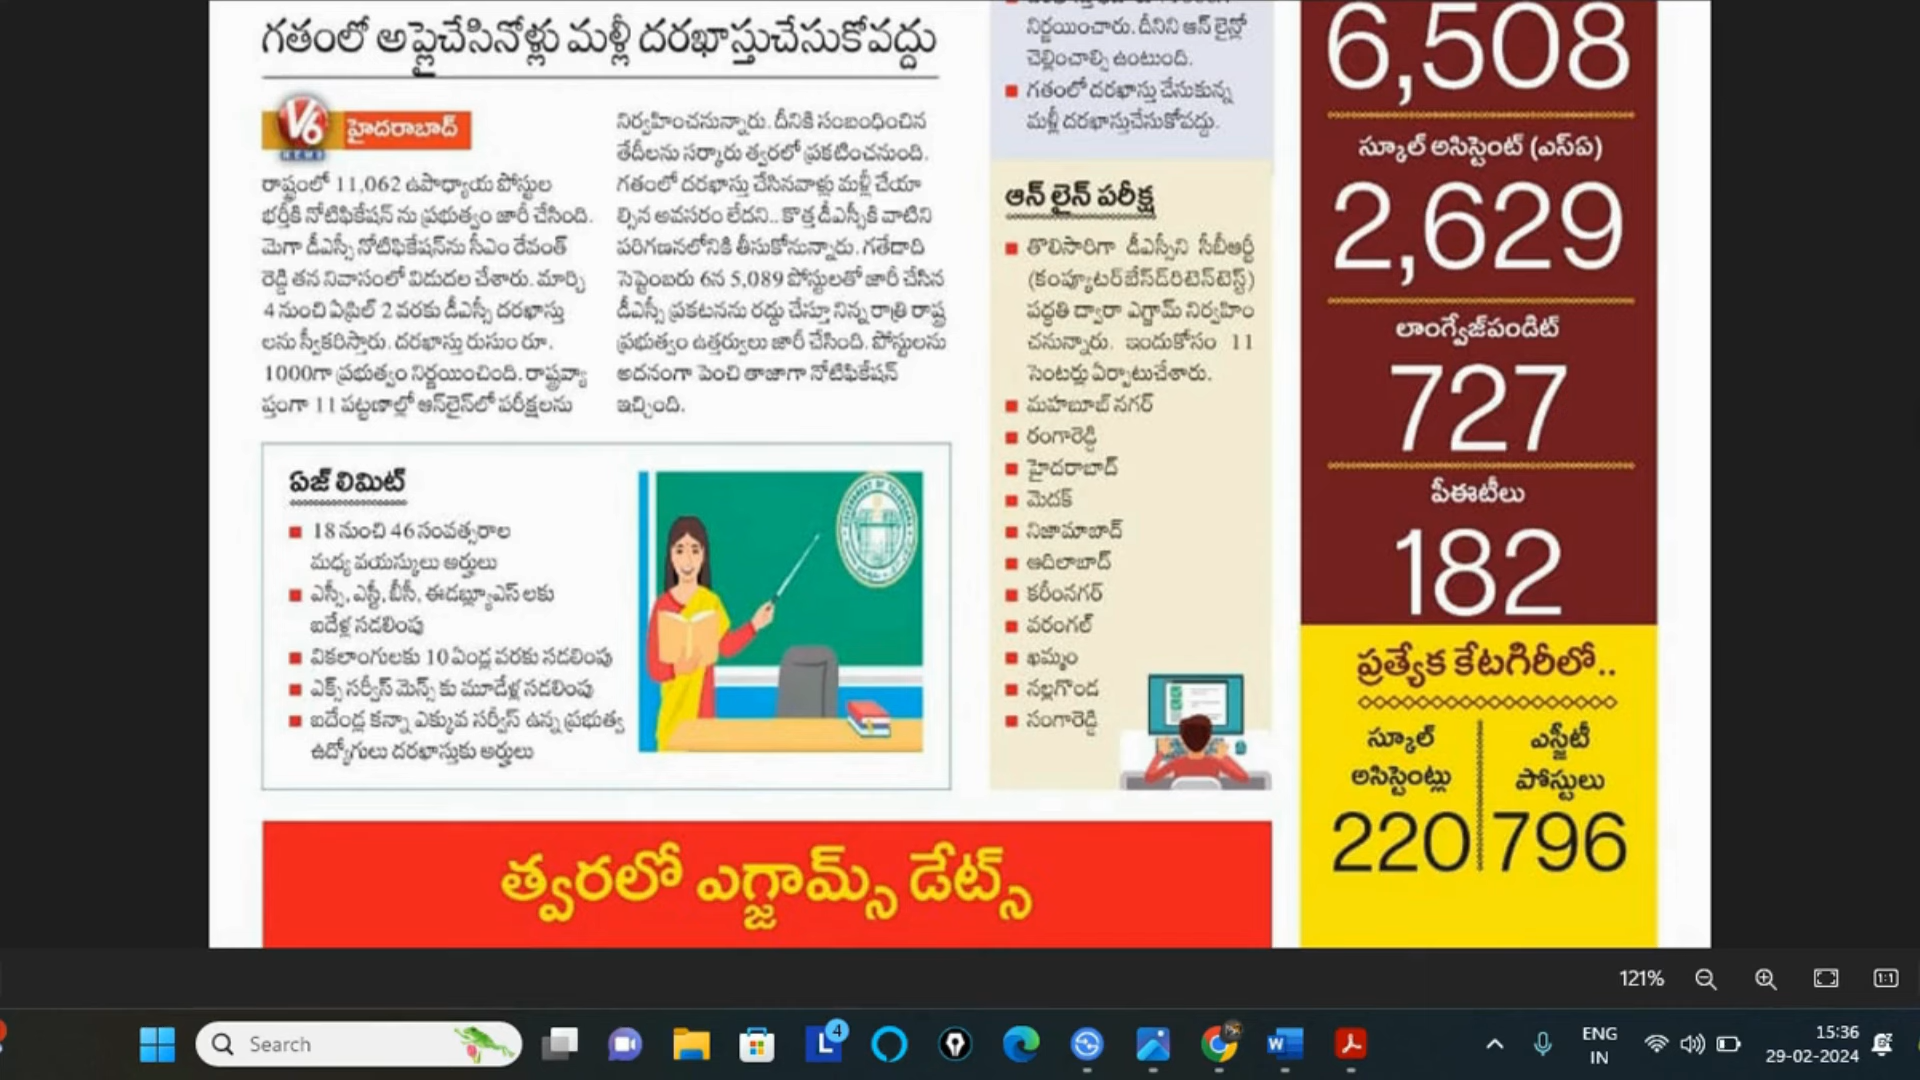 గతంలో అప్లైచేసినోళ్లు మళ్లీ దరఖాస్తుచేసుకోవద్దు
V6
NEWS
హైదరాబాద్
రాష్ట్రంలో 11,062 ఉపాధ్యాయ పోస్టుల
భర్తీకి నోటిఫికేషన్ ను ప్రభుత్వం జారీ చేసింది.
మెగా డీఎస్సీ నోటిఫికేషన్‌ను సీఎం రేవంత్
రెడ్డి తన నివాసంలో విడుదల చేశారు. మార్చి
4 నుంచి ఏప్రిల్ 2 వరకు డీఎస్సీ దరఖాస్తు
లను స్వీకరిస్తారు. దరఖాస్తు రుసుం రూ.
1000గా ప్రభుత్వం నిర్ణయించింది. రాష్ట్రవ్యా
ప్తంగా 11 పట్టణాల్లో ఆన్‌లైన్‌లో పరీక్షలను
నిర్వహించనున్నారు. దీనికి సంబంధించిన
తేదీలను సర్కారు త్వరలో ప్రకటించనుంది.
గతంలో దరఖాస్తు చేసినవాళ్లు మళ్లీ చేయా
ల్సిన అవసరం లేదని.. కొత్త డీఎస్సీకి వాటిని
పరిగణనలోనికి తీసుకోనున్నారు. గతేడాది
సెప్టెంబరు 6న 5,089 పోస్టులతో జారీ చేసిన
డీఎస్సీ ప్రకటనను రద్దు చేస్తూ నిన్న రాత్రి రాష్ట్ర
ప్రభుత్వం ఉత్తర్వులు జారీ చేసింది. పోస్టులను
అదనంగా పెంచి తాజాగా నోటిఫికేషన్
ఇచ్చింది.
ఏజ్ లిమిట్
18 నుంచి 46 సంవత్సరాల
మధ్య వయస్కులు అర్హులు
ఎస్సీ, ఎస్టీ, బీసీ, ఈడబ్ల్యూఎస్ లకు
ఐదేళ్ల సడలింపు
వికలాంగులకు 10 ఏండ్ల వరకు సడలింపు
ఎక్స్ సర్వీస్ మెన్స్ కు మూడేళ్ల సడలింపు
ఐదేండ్ల కన్నా ఎక్కువ సర్వీస్ ఉన్న ప్రభుత్వ
ఉద్యోగులు దరఖాస్తుకు అర్హులు
నిర్ణయించారు. దీనిని ఆన్ లైన్లో
చెల్లించాల్సి ఉంటుంది.
గతంలో దరఖాస్తు చేసుకున్న
మళ్లీ దరఖాస్తుచేసుకోవద్దు.
ఆన్ లైన్ పరీక్ష
తొలిసారిగా డీఎస్సీని సీబీఆర్టీ
(కంప్యూటర్‌బేస్‌డ్‌రిటెన్‌టెస్ట్)
పద్ధతి ద్వారా ఎగ్జామ్ నిర్వహిం
చనున్నారు. ఇందుకోసం 11
సెంటర్లు ఏర్పాటుచేశారు.
మహబూబ్ నగర్
రంగారెడ్డి
హైదరాబాద్
మెదక్
నిజామాబాద్
ఆదిలాబాద్
కరీంనగర్
వరంగల్
ఖమ్మం
నల్లగొండ
సంగారెడ్డి
6,508
స్కూల్ అసిస్టెంట్ (ఎస్ఏ)
2,629
లాంగ్వేజ్‌పండిట్
727
పీఈటీలు
182
ప్రత్యేక కేటగిరీలో..
స్కూల్
అసిస్టెంట్లు
220
ఎస్జీటీ
పోస్టులు
796
త్వరలో ఎగ్జామ్స్ డేట్స్
121%
1:1
Search
4
ENG
IN
15:36
29-02-2024